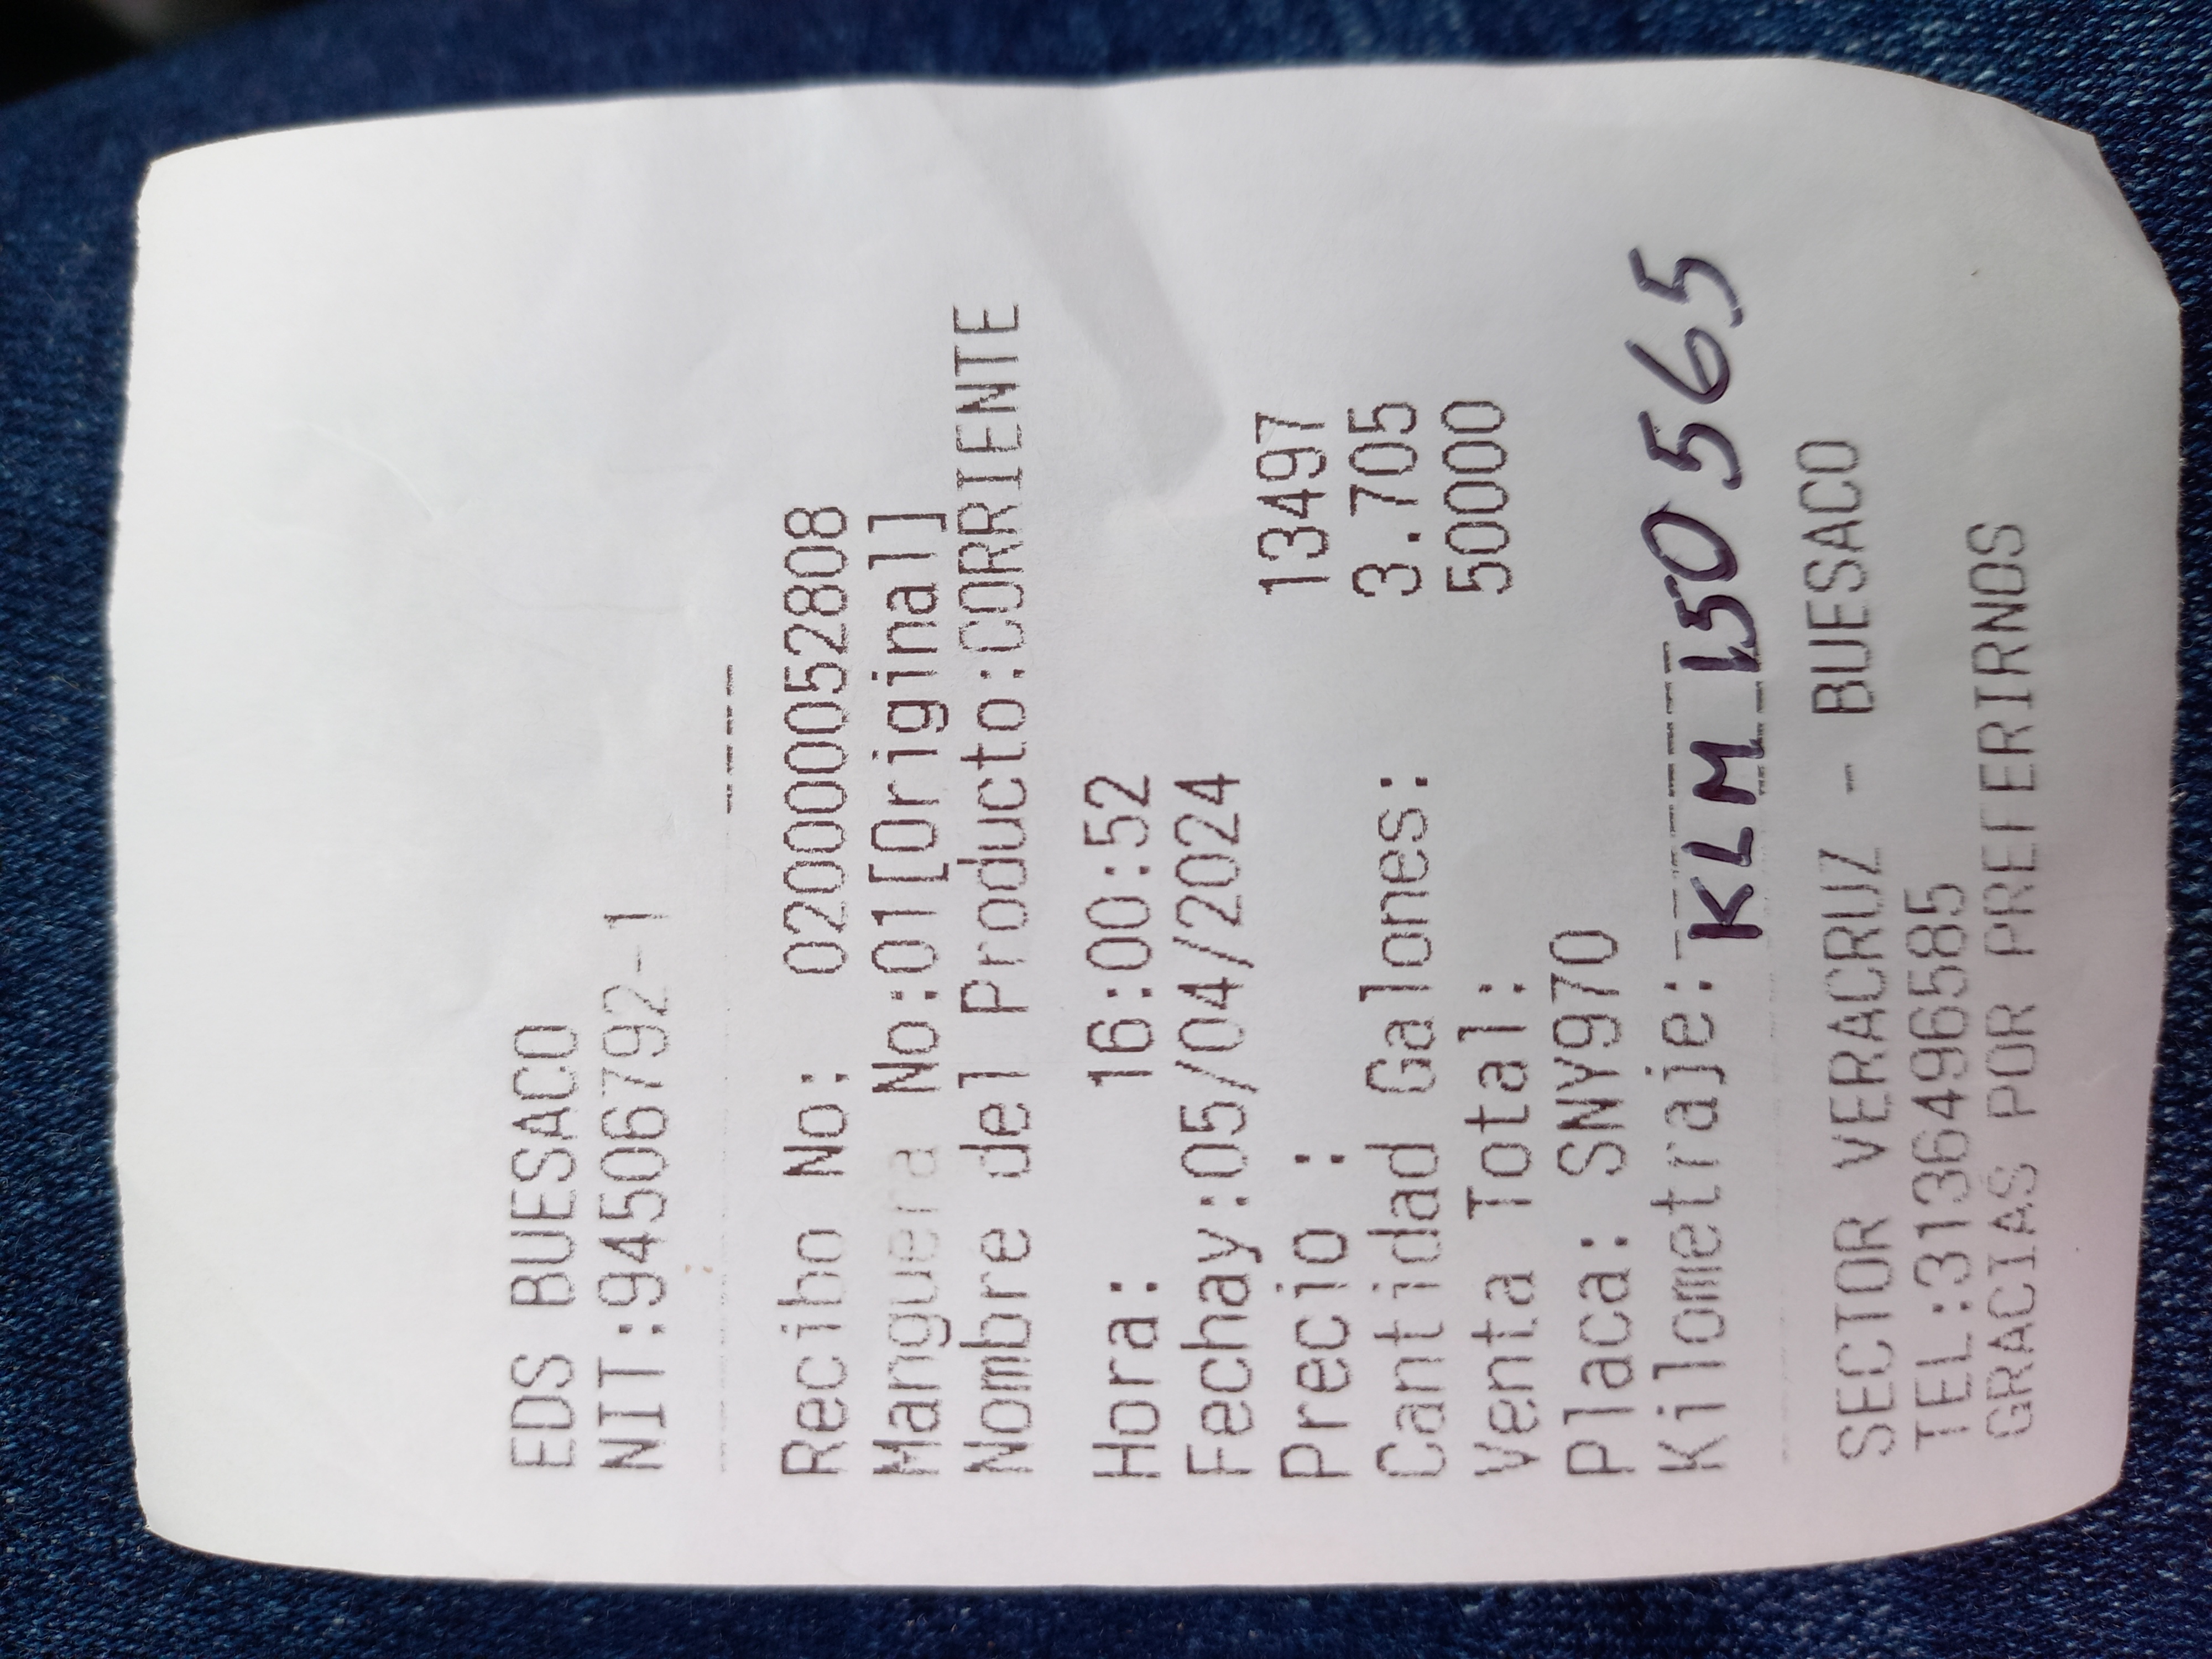 EDS BUESACO
NIT:94506792-1
Recibo No: 02000052808
Manguera No:01[Original]
Nombre del Producto:CORRIENTE
Hora: 16:00:52
Fechay:05/04/2024
Precio : 13497
Cantidad Galones: 3.705
Venta Total: 50000
Placa: SNY970
Kilometraje: KLM 150565
SECTOR VERACRUZ - BUESACO
TEL:3136496585
GRACIAS POR PREFERIRNOS